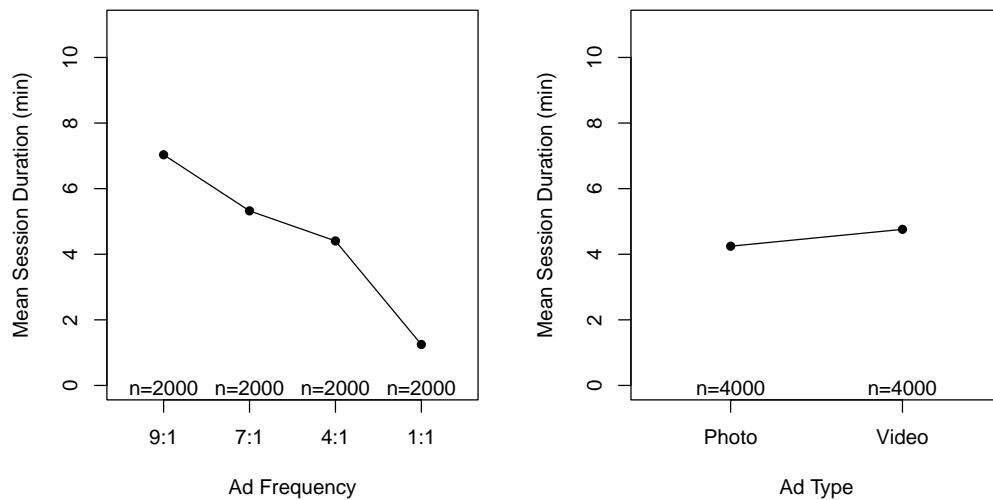 Mean Session Duration (min)
10
8
6
4
2
0
n=2000 n=2000 n=2000 n=2000
9:1 7:1 4:1 1:1
Ad Frequency
Mean Session Duration (min)
10
8
6
4
2
0
n=4000 n=4000
Photo Video
Ad Type